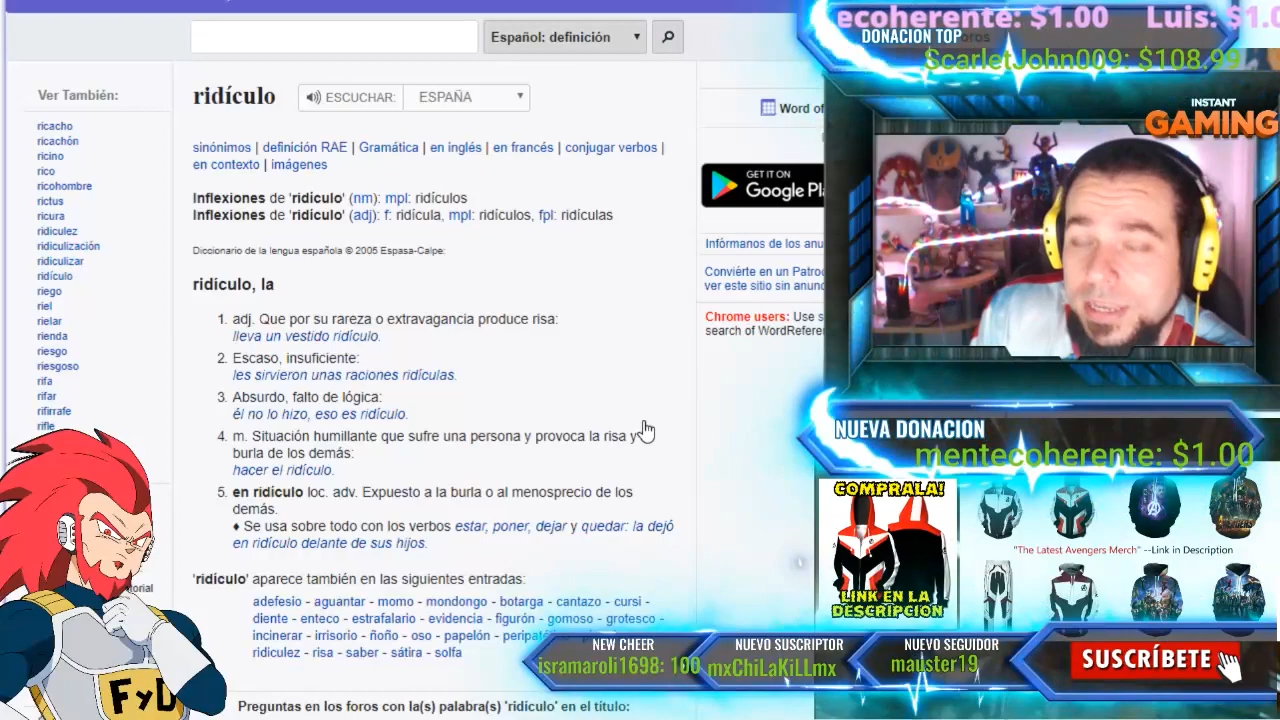 Español: definición
Ver También:
ricacho
ricachón
ricino
rico
ricohombre
rictus
ricura
ridiculez
ridiculización
ridiculizar
ridículo
riego
riel
rielar
rienda
riesgo
riesgoso
rifa
rifar
rifirrafe
rifle
ridículo
ESCUCHAR:
ESPAÑA
sinónimos | definición RAE | Gramática | en inglés | en francés | conjugar verbos |
en contexto | imágenes
Inflexiones de 'ridículo' (nm): mpl: ridículos
Inflexiones de 'ridículo' (adj): f: ridícula, mpl: ridículos, fpl: ridículas
Diccionario de la lengua española © 2005 Espasa-Calpe:
ridículo, la
1. adj. Que por su rareza o extravagancia produce risa:
lleva un vestido ridículo.
2. Escaso, insuficiente:
les sirvieron unas raciones ridículas.
3. Absurdo, falto de lógica:
él no lo hizo, eso es ridículo.
4. m. Situación humillante que sufre una persona y provoca la risa y
burla de los demás:
hacer el ridículo.
5. en ridículo loc. adv. Expuesto a la burla o al menosprecio de los
demás.
♦ Se usa sobre todo con los verbos estar, poner, dejar y quedar: la dejó
en ridículo delante de sus hijos.
'ridículo' aparece también en las siguientes entradas:
adefesio - aguantar - momo - mondongo - botarga - cantazo - cursi -
diente - enteco - estrafalario - evidencia - figurón - gomoso - grotesco -
incinerar - irrisorio - ñoño - oso - papelón -
ridiculez - risa - saber - sátira - solfa
Preguntas en los foros con la(s) palabra(s) 'ridículo' en el título:
Word of
GET IT ON
Google Pla
Infórmanos de los anu
Conviérte en un Patroc
ver este sitio sin anunc
Chrome users: Use s
search of WordRefere
ecoherente: $1.00 Luis: $1.0
DONACION TOP
ScarletJohn009: $108.99
INSTANT
GAMING
NUEVA DONACION
mentecoherente: $1.00
COMPRALA!
LINK EN LA
DESCRIPCION
"The Latest Avengers Merch" --Link in Description
NEW CHEER
isramaroli1698: 100
NUEVO SUSCRIPTOR
mxChiLaKiLLmx
NUEVO SEGUIDOR
mauster19
SUSCRÍBETE
FyD